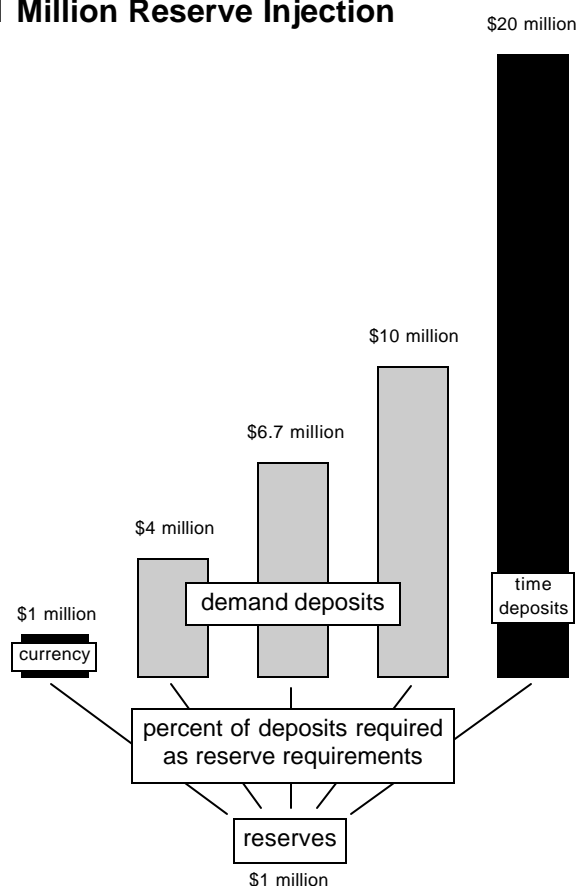 Million Reserve Injection
$20 million
$10 million
$6.7 million
$4 million
$1 million
currency
demand deposits
time
deposits
percent of deposits required
as reserve requirements
reserves
$1 million